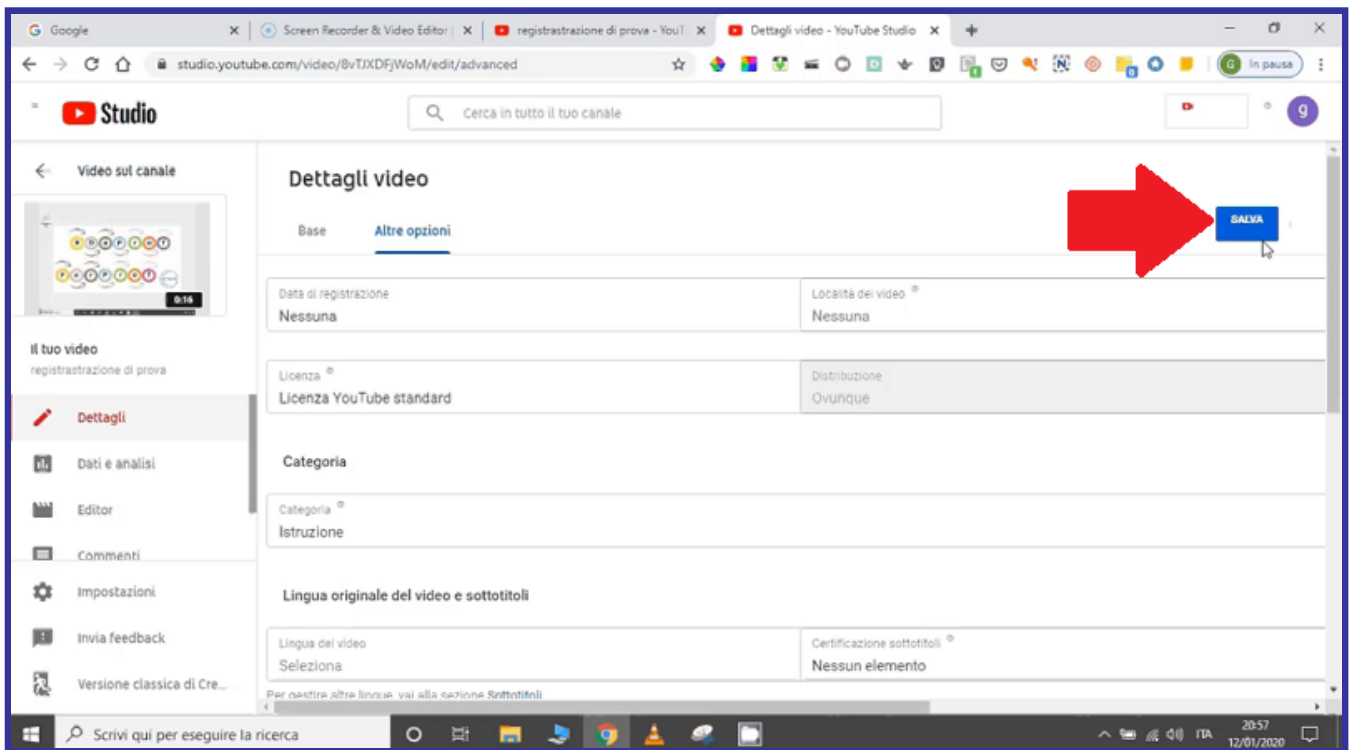 Google
Screen Recorder & Video Editor |
registrastrazione di prova - YouT
Dettagli video - YouTube Studio
studio.youtube.com/video/8vTJXDFjWoM/edit/advanced
G In pausa
Studio
Cerca in tutto il tuo canale
g
Video sul canale
Dettagli video
SALVA
Base
Altre opzioni
0:16
Data di registrazione
Nessuna
Località dei video
Nessuna
Il tuo video
registrastrazione di prova
Licenza
Licenza YouTube standard
Distribuzione
Ovunque
Dettagli
Dati e analisi
Categoria
Editor
Categoria
Istruzione
Commenti
Impostazioni
Lingua originale del video e sottotitoli
Invia feedback
Lingua del video
Seleziona
Certificazione sottotitoli
Nessun elemento
Versione classica di Cre...
Per gestire altre lingue, vai alla sezione Sottotitoli
Scrivi qui per eseguire la ricerca
ITA
20:57
12/01/2020